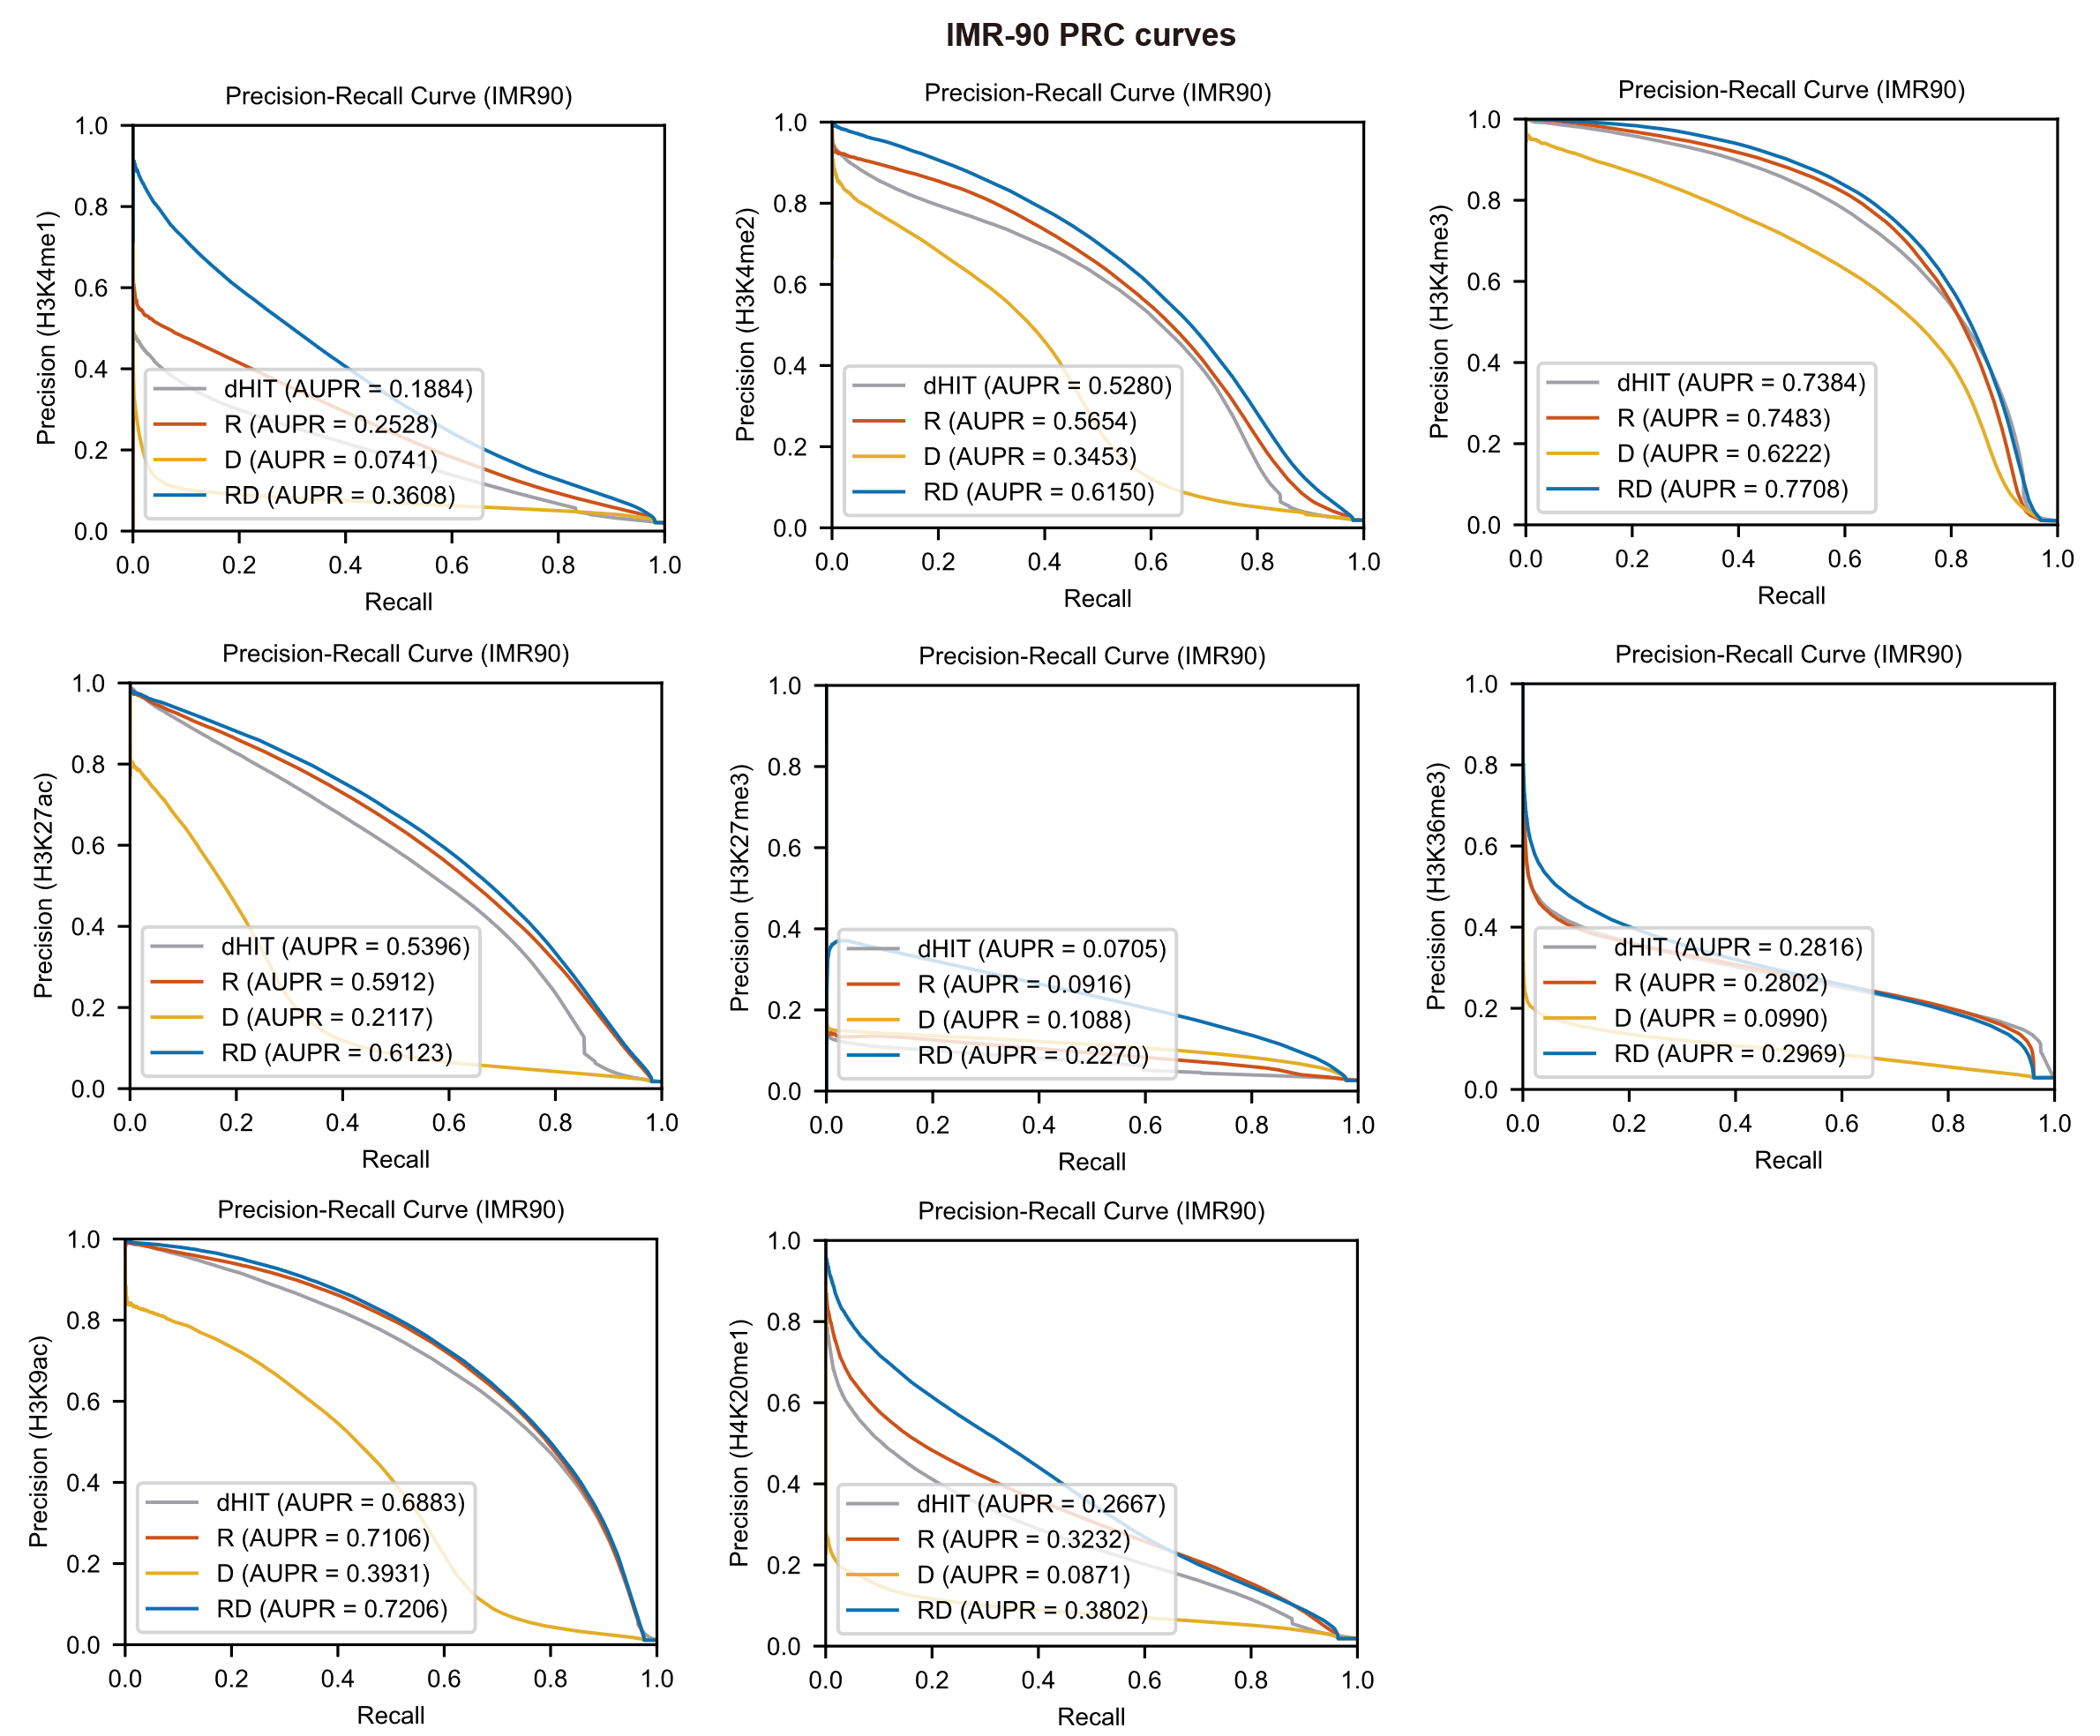 IMR-90 PRC curves
Precision-Recall Curve (IMR90)
Precision (H3K4me1)
1.0
0.8
0.6
0.4
0.2
0.0
dHIT (AUPR = 0.1884)
R (AUPR = 0.2528)
D (AUPR = 0.0741)
RD (AUPR = 0.3608)
0.0 0.2 0.4 0.6 0.8 1.0
Recall
Precision-Recall Curve (IMR90)
Precision (H3K4me2)
1.0
0.8
0.6
0.4
0.2
0.0
dHIT (AUPR = 0.5280)
R (AUPR = 0.5654)
D (AUPR = 0.3453)
RD (AUPR = 0.6150)
0.0 0.2 0.4 0.6 0.8 1.0
Recall
Precision-Recall Curve (IMR90)
Precision (H3K4me3)
1.0
0.8
0.6
0.4
0.2
0.0
dHIT (AUPR = 0.7384)
R (AUPR = 0.7483)
D (AUPR = 0.6222)
RD (AUPR = 0.7708)
0.0 0.2 0.4 0.6 0.8 1.0
Recall
Precision-Recall Curve (IMR90)
Precision (H3K27ac)
1.0
0.8
0.6
0.4
0.2
0.0
dHIT (AUPR = 0.5396)
R (AUPR = 0.5912)
D (AUPR = 0.2117)
RD (AUPR = 0.6123)
0.0 0.2 0.4 0.6 0.8 1.0
Recall
Precision-Recall Curve (IMR90)
Precision (H3K27me3)
1.0
0.8
0.6
0.4
0.2
0.0
dHIT (AUPR = 0.0705)
R (AUPR = 0.0916)
D (AUPR = 0.1088)
RD (AUPR = 0.2270)
0.0 0.2 0.4 0.6 0.8 1.0
Recall
Precision-Recall Curve (IMR90)
Precision (H3K36me3)
1.0
0.8
0.6
0.4
0.2
0.0
dHIT (AUPR = 0.2816)
R (AUPR = 0.2802)
D (AUPR = 0.0990)
RD (AUPR = 0.2969)
0.0 0.2 0.4 0.6 0.8 1.0
Recall
Precision-Recall Curve (IMR90)
Precision (H3K9ac)
1.0
0.8
0.6
0.4
0.2
0.0
dHIT (AUPR = 0.6883)
R (AUPR = 0.7106)
D (AUPR = 0.3931)
RD (AUPR = 0.7206)
0.0 0.2 0.4 0.6 0.8 1.0
Recall
Precision-Recall Curve (IMR90)
Precision (H4K20me1)
1.0
0.8
0.6
0.4
0.2
0.0
dHIT (AUPR = 0.2667)
R (AUPR = 0.3232)
D (AUPR = 0.0871)
RD (AUPR = 0.3802)
0.0 0.2 0.4 0.6 0.8 1.0
Recall